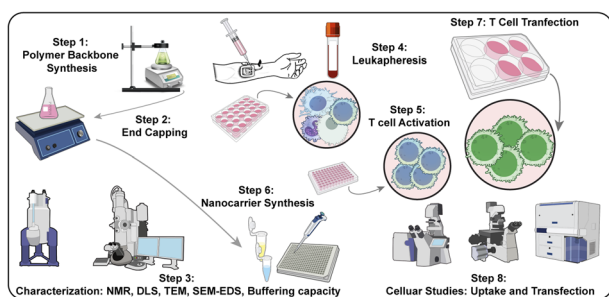 Step 1:
Polymer Backbone
Synthesis
Step 2:
End Capping
Step 3:
Characterization: NMR, DLS, TEM, SEM-EDS, Buffering capacity
Step 4:
Leukapheresis
Step 5:
T cell Activation
Step 6:
Nanocarrier Synthesis
Step 7: T Cell Tranfection
Step 8:
Celluar Studies: Uptake and Transfection